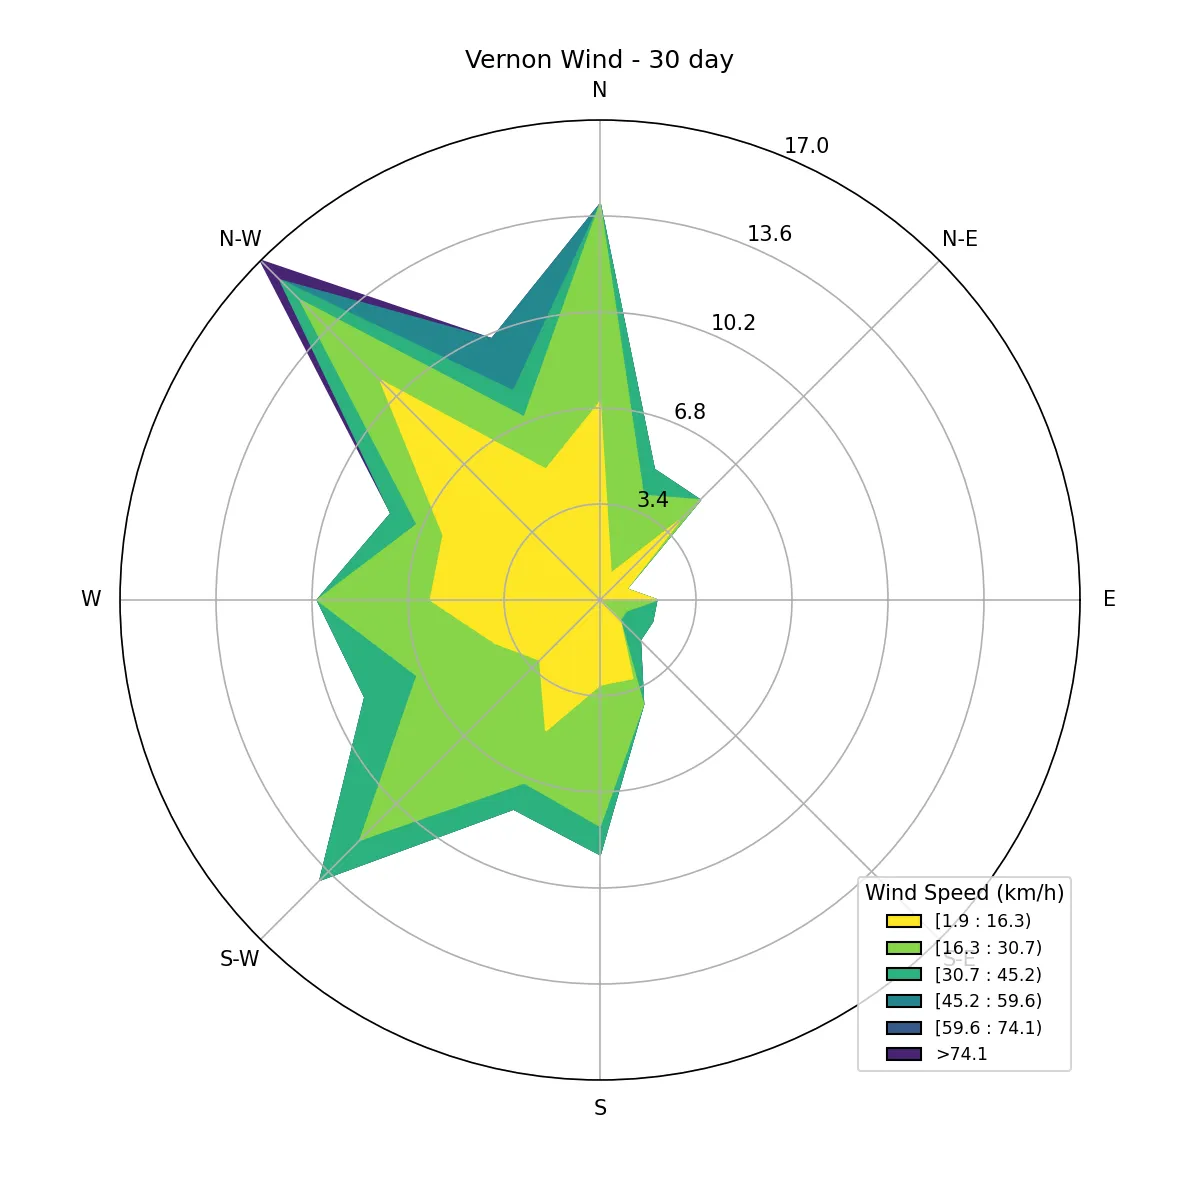 Vernon Wind - 30 day
N
17.0
N-W
13.6
N-E
10.2
6.8
3.4
W
E
S-W
S-E
S
Wind Speed (km/h)
[1.9 : 16.3)
[16.3 : 30.7)
[30.7 : 45.2)
[45.2 : 59.6)
[59.6 : 74.1)
>74.1